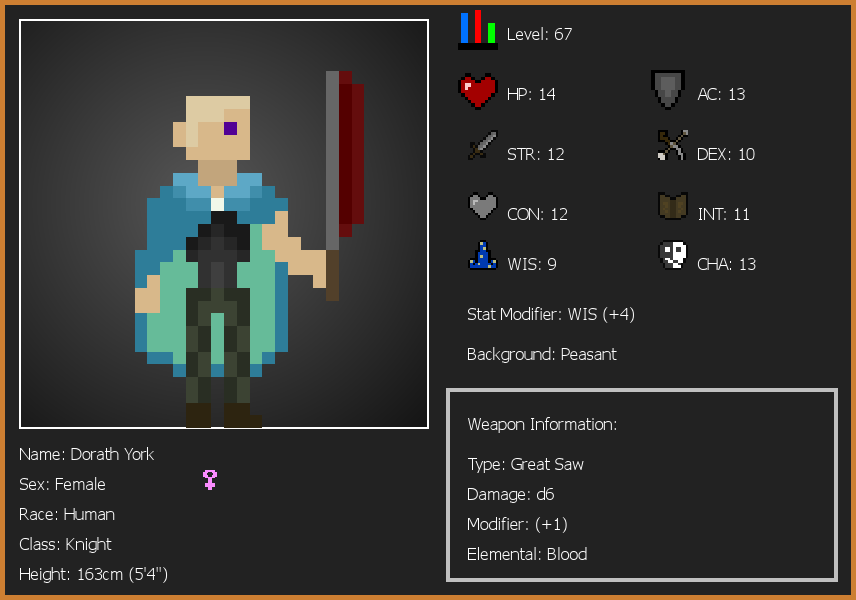 Level: 67
HP: 14
AC: 13
STR: 12
DEX: 10
CON: 12
INT: 11
WIS: 9
CHA: 13
Stat Modifier: WIS (+4)
Background: Peasant
Weapon Information:
Type: Great Saw
Damage: d6
Modifier: (+1)
Elemental: Blood
Name: Dorath York
Sex: Female
Race: Human
Class: Knight
Height: 163cm (5'4")